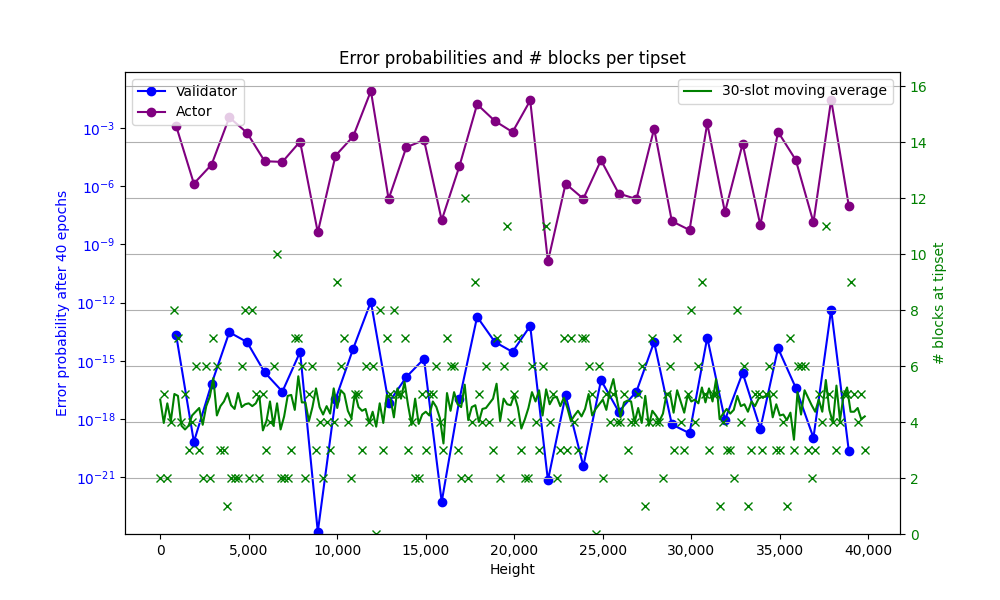 Error probabilities and # blocks per tipset
Validator
Actor
30-slot moving average
Error probability after 40 epochs
10⁻³
10⁻⁶
10⁻⁹
10⁻¹²
10⁻¹⁵
10⁻¹⁸
10⁻²¹
16
14
12
10
8
6
4
2
0
# blocks at tipset
0 5,000 10,000 15,000 20,000 25,000 30,000 35,000 40,000
Height